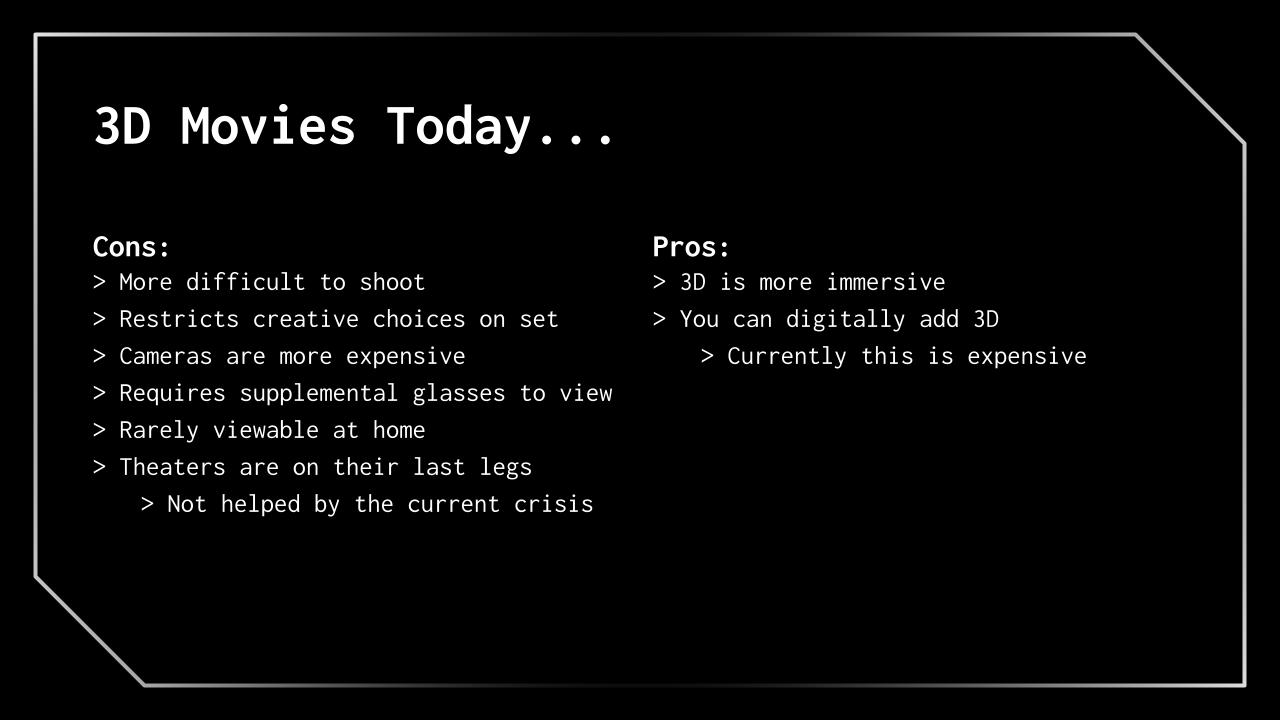 3D Movies Today...
Cons:
> More difficult to shoot
> Restricts creative choices on set
> Cameras are more expensive
> Requires supplemental glasses to view
> Rarely viewable at home
> Theaters are on their last legs
> Not helped by the current crisis
Pros:
> 3D is more immersive
> You can digitally add 3D
> Currently this is expensive